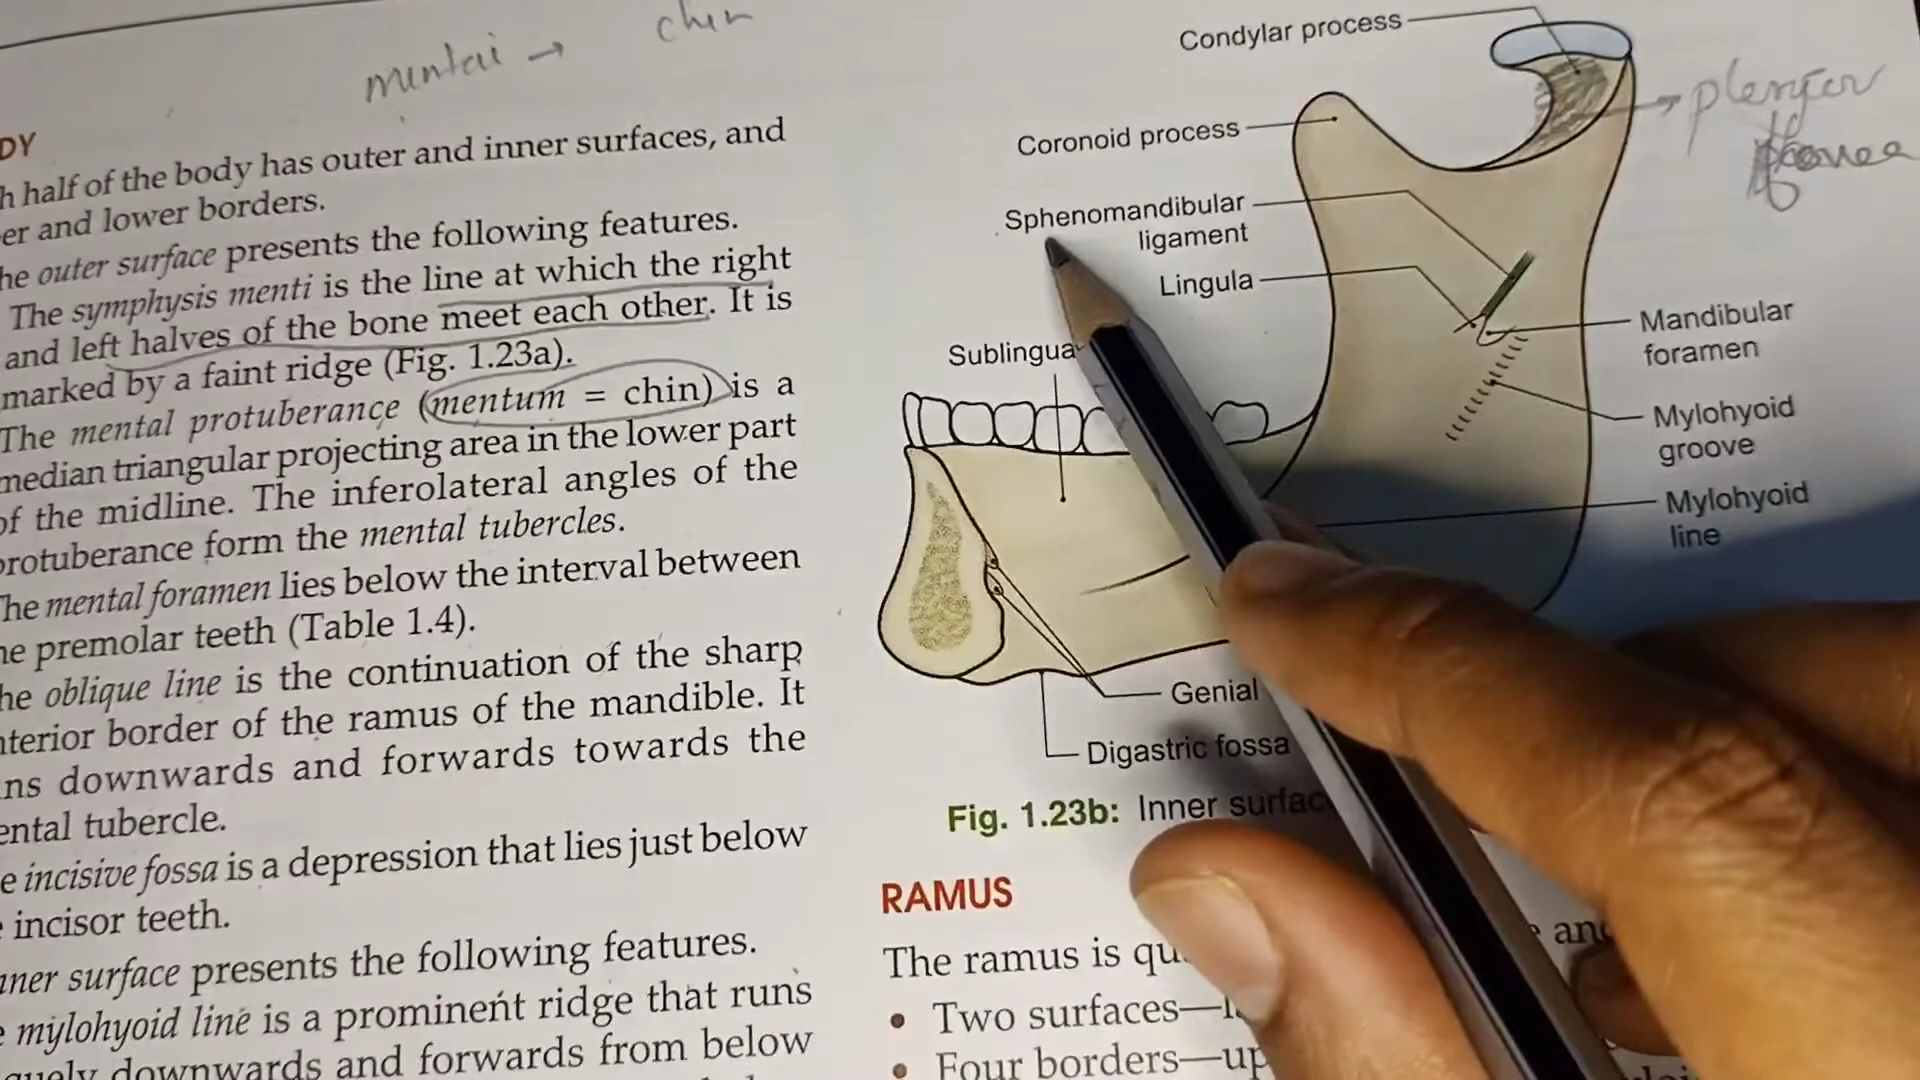 mental → chin
DY
h half of the body has outer and inner surfaces, and
er and lower borders.
he outer surface presents the following features.
The symphysis menti is the line at which the right
and left halves of the bone meet each other. It is
marked by a faint ridge (Fig. 1.23a).
The mental protuberance (mentum = chin) is a
median triangular projecting area in the lower part
of the midline. The inferolateral angles of the
protuberance form the mental tubercles.
The mental foramen lies below the interval between
he premolar teeth (Table 1.4).
he oblique line is the continuation of the sharp
nterior border of the ramus of the mandible. It
ns downwards and forwards towards the
ental tubercle.
e incisive fossa is a depression that lies just below
incisor teeth.
nner surface presents the following features.
mylohyoid line is a prominent ridge that runs
quely downwards and forwards from below
Condylar process
Coronoid process
Sphenomandibular
ligament
Lingula
Sublingua
Mandibular
foramen
Mylohyoid
groove
Mylohyoid
line
Genial
Digastric fossa
Fig. 1.23b: Inner surfac
RAMUS
The ramus is qu
and
• Two surfaces—l
• Four borders—up